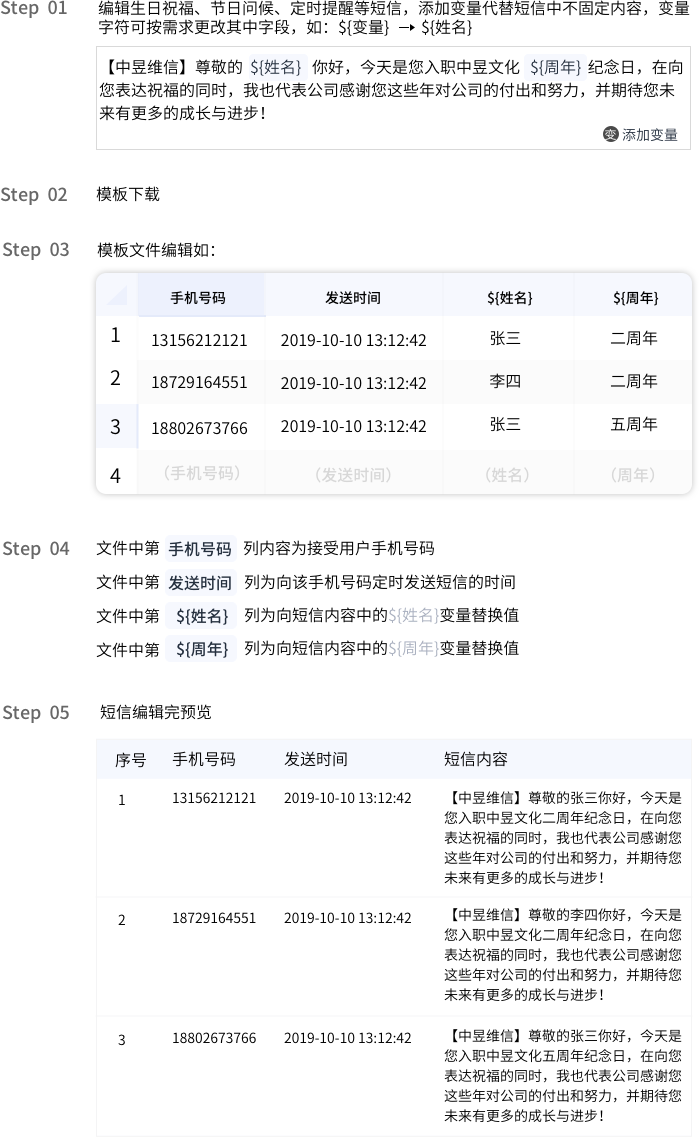 Step 01 编辑生日祝福、节日问候、定时提醒等短信，添加变量代替短信中不固定内容，变量
字符可按需求更改其中字段，如：${变量} → ${姓名}
【中昱维信】尊敬的 ${姓名} 你好，今天是您入职中昱文化 ${周年} 纪念日，在向
您表达祝福的同时，我也代表公司感谢您这些年对公司的付出和努力，并期待您未
来有更多的成长与进步！
变 添加变量
Step 02 模板下载
Step 03 模板文件编辑如：
手机号码 发送时间 ${姓名} ${周年}
1 13156212121 2019-10-10 13:12:42 张三 二周年
2 18729164551 2019-10-10 13:12:42 李四 二周年
3 18802673766 2019-10-10 13:12:42 张三 五周年
4 （手机号码） （发送时间） （姓名） （周年）
Step 04 文件中第 手机号码 列内容为接受用户手机号码
文件中第 发送时间 列为向该手机号码定时发送短信的时间
文件中第 ${姓名} 列为向短信内容中的${姓名}变量替换值
文件中第 ${周年} 列为向短信内容中的${周年}变量替换值
Step 05 短信编辑完预览
序号 手机号码 发送时间 短信内容
1 13156212121 2019-10-10 13:12:42 【中昱维信】尊敬的张三你好，今天是
您入职中昱文化二周年纪念日，在向您
表达祝福的同时，我也代表公司感谢您
这些年对公司的付出和努力，并期待您
未来有更多的成长与进步！
2 18729164551 2019-10-10 13:12:42 【中昱维信】尊敬的李四你好，今天是
您入职中昱文化二周年纪念日，在向您
表达祝福的同时，我也代表公司感谢您
这些年对公司的付出和努力，并期待您
未来有更多的成长与进步！
3 18802673766 2019-10-10 13:12:42 【中昱维信】尊敬的张三你好，今天是
您入职中昱文化五周年纪念日，在向您
表达祝福的同时，我也代表公司感谢您
这些年对公司的付出和努力，并期待您
未来有更多的成长与进步！